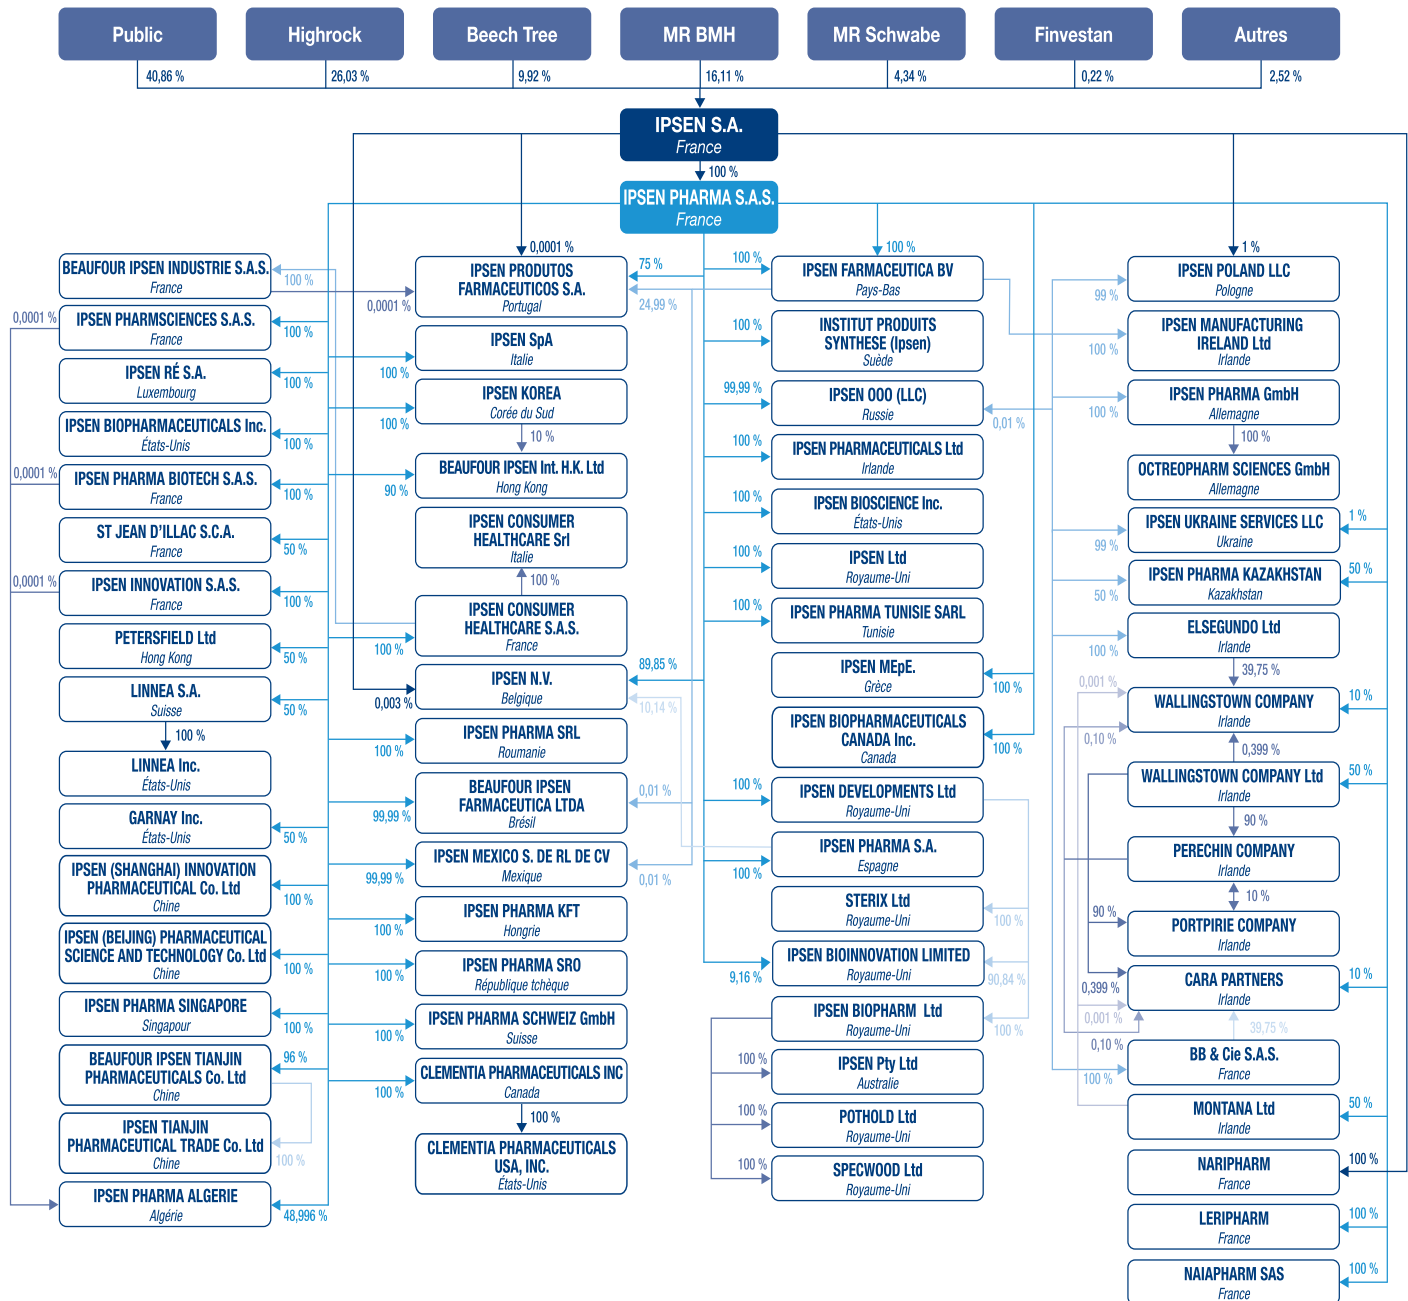 Public
Highrock
Beech Tree
MR BMH
MR Schwabe
Finvestan
Autres
40,86 %
26,03 %
9,92 %
16,11 %
4,34 %
0,22 %
2,52 %
IPSEN S.A.
France
100 %
IPSEN PHARMA S.A.S.
France
BEAUFOUR IPSEN INDUSTRIE S.A.S.
France
100 %
0,0001 %
0,0001 %
IPSEN PHARMSCIENCES S.A.S.
France
100 %
IPSEN RÉ S.A.
Luxembourg
100 %
IPSEN BIOPHARMACEUTICALS Inc.
États-Unis
100 %
0,0001 %
IPSEN PHARMA BIOTECH S.A.S.
France
100 %
ST JEAN D'ILLAC S.C.A.
France
50 %
0,0001 %
IPSEN INNOVATION S.A.S.
France
100 %
PETERSFIELD Ltd
Hong Kong
50 %
LINNEA S.A.
Suisse
50 %
100 %
LINNEA Inc.
États-Unis
GARNAY Inc.
États-Unis
50 %
IPSEN (SHANGHAI) INNOVATION
PHARMACEUTICAL Co. Ltd
Chine
100 %
IPSEN (BEIJING) PHARMACEUTICAL
SCIENCE AND TECHNOLOGY Co. Ltd
Chine
100 %
IPSEN PHARMA SINGAPORE
Singapour
100 %
BEAUFOUR IPSEN TIANJIN
PHARMACEUTICALS Co. Ltd
Chine
96 %
IPSEN TIANJIN
PHARMACEUTICAL TRADE Co. Ltd
Chine
100 %
IPSEN PHARMA ALGERIE
Algérie
48,996 %
0,0001 %
IPSEN PRODUTOS
FARMACEUTICOS S.A.
Portugal
75 %
24,99 %
IPSEN SpA
Italie
100 %
IPSEN KOREA
Corée du Sud
100 %
10 %
BEAUFOUR IPSEN Int. H.K. Ltd
Hong Kong
90 %
IPSEN CONSUMER
HEALTHCARE Srl
Italie
100 %
IPSEN CONSUMER
HEALTHCARE S.A.S.
France
100 %
IPSEN N.V.
Belgique
0,003 %
89,85 %
10,14 %
IPSEN PHARMA SRL
Roumanie
100 %
BEAUFOUR IPSEN
FARMACEUTICA LTDA
Brésil
99,99 %
0,01 %
IPSEN MEXICO S. DE RL DE CV
Mexique
99,99 %
0,01 %
IPSEN PHARMA KFT
Hongrie
100 %
IPSEN PHARMA SRO
République tchèque
100 %
IPSEN PHARMA SCHWEIZ GmbH
Suisse
100 %
CLEMENTIA PHARMACEUTICALS INC
Canada
100 %
100 %
CLEMENTIA PHARMACEUTICALS
USA, INC.
États-Unis
100 %
100 %
IPSEN FARMACEUTICA BV
Pays-Bas
100 %
INSTITUT PRODUITS
SYNTHESE (Ipsen)
Suède
99,99 %
IPSEN OOO (LLC)
Russie
0,01 %
100 %
IPSEN PHARMACEUTICALS Ltd
Irlande
100 %
IPSEN BIOSCIENCE Inc.
États-Unis
100 %
IPSEN Ltd
Royaume-Uni
100 %
IPSEN PHARMA TUNISIE SARL
Tunisie
IPSEN MEpE.
Grèce
100 %
IPSEN BIOPHARMACEUTICALS
CANADA Inc.
Canada
100 %
100 %
IPSEN DEVELOPMENTS Ltd
Royaume-Uni
100 %
IPSEN PHARMA S.A.
Espagne
STERIX Ltd
Royaume-Uni
100 %
9,16 %
IPSEN BIOINNOVATION LIMITED
Royaume-Uni
90,84 %
IPSEN BIOPHARM Ltd
Royaume-Uni
100 %
100 %
IPSEN Pty Ltd
Australie
100 %
POTHOLD Ltd
Royaume-Uni
100 %
SPECWOOD Ltd
Royaume-Uni
1 %
IPSEN POLAND LLC
Pologne
99 %
IPSEN MANUFACTURING
IRELAND Ltd
Irlande
100 %
IPSEN PHARMA GmbH
Allemagne
100 %
100 %
OCTREOPHARM SCIENCES GmbH
Allemagne
IPSEN UKRAINE SERVICES LLC
Ukraine
99 %
1 %
IPSEN PHARMA KAZAKHSTAN
Kazakhstan
50 %
50 %
ELSEGUNDO Ltd
Irlande
100 %
39,75 %
0,001 %
WALLINGSTOWN COMPANY
Irlande
10 %
0,10 %
0,399 %
WALLINGSTOWN COMPANY Ltd
Irlande
50 %
90 %
PERECHIN COMPANY
Irlande
10 %
90 %
PORTPIRIE COMPANY
Irlande
CARA PARTNERS
Irlande
10 %
0,399 %
0,001 %
0,10 %
39,75 %
BB & Cie S.A.S.
France
100 %
MONTANA Ltd
Irlande
50 %
NARIPHARM
France
100 %
LERIPHARM
France
100 %
NAIAPHARM SAS
France
100 %